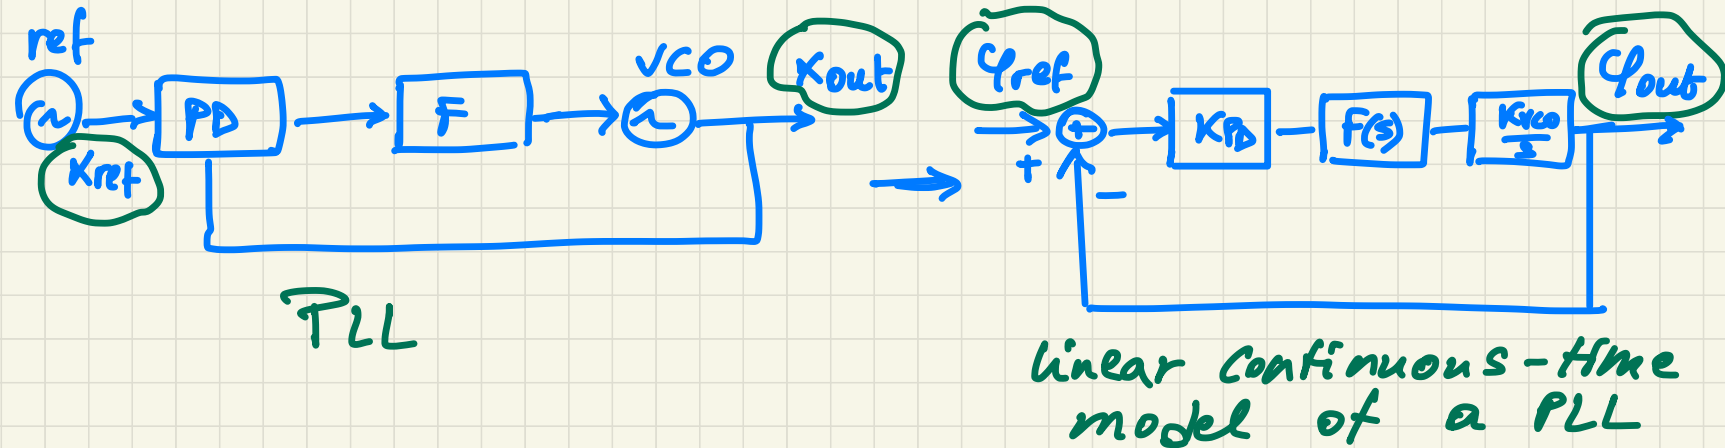 ref
VCO
Xout
φref
φout
PD
F
KPD
F(s)
Kvco
s
Xref
+
+
−
PLL
linear continuous-time
model of a PLL